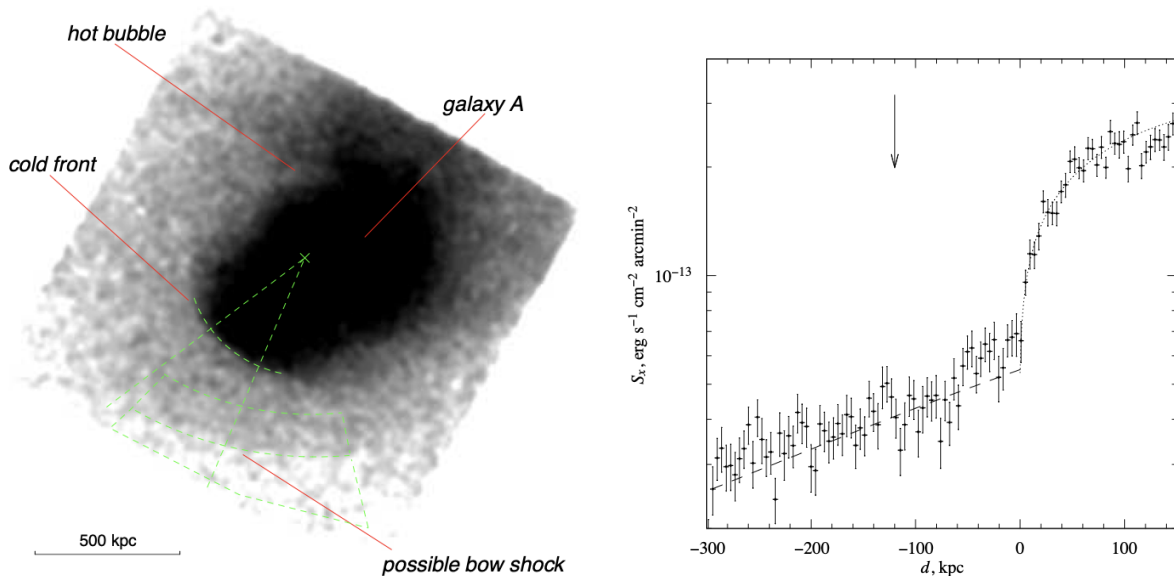 hot bubble
galaxy A
cold front
500 kpc
possible bow shock
Sₓ, erg s⁻¹ cm⁻² arcmin⁻²
10⁻¹³
−300 −200 −100 0 100
d, kpc